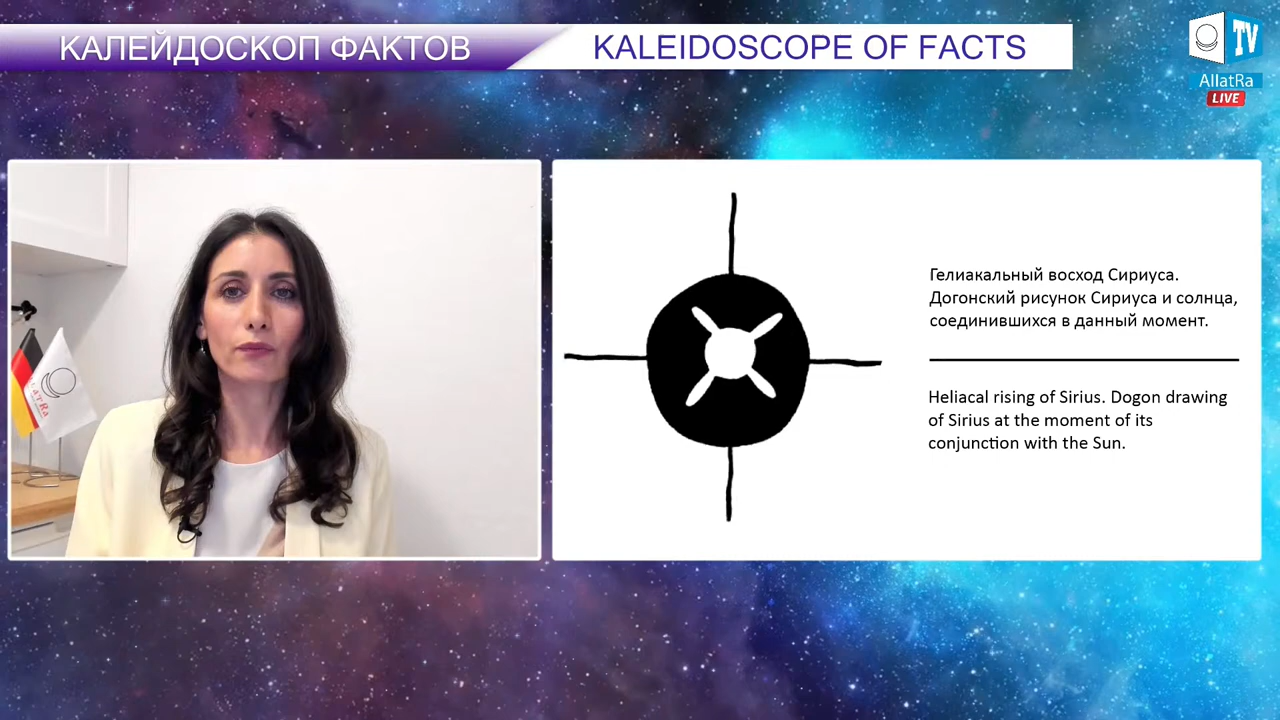 КАЛЕЙДОСКОП ФАКТОВ
KALEIDOSCOPE OF FACTS
TV
AllatRa
LIVE
Гелиакальный восход Сириуса.
Догонский рисунок Сириуса и солнца,
соединившихся в данный момент.
Heliacal rising of Sirius. Dogon drawing
of Sirius at the moment of its
conjunction with the Sun.